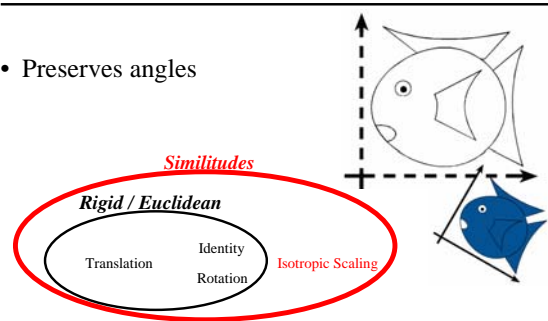 • Preserves angles
Similitudes
Rigid / Euclidean
Translation
Identity
Rotation
Isotropic Scaling